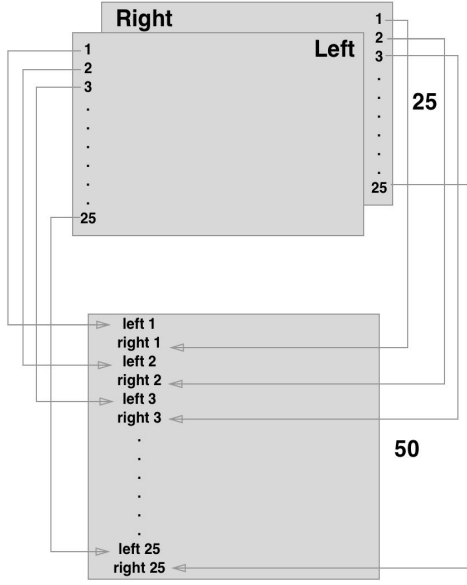 Right
Left
1
2
3
.
.
.
.
.
.
25
1
2
3
.
.
.
.
.
.
25
25
left 1
right 1
left 2
right 2
left 3
right 3
.
.
.
.
.
left 25
right 25
50